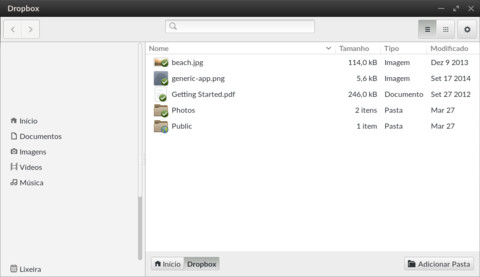 Dropbox
Nome Tamanho Tipo Modificado
beach.jpg 114,0 kB Imagem Dez 9 2013
generic-app.png 5,6 kB Imagem Set 17 2014
Getting Started.pdf 246,0 kB Documento Set 27 2012
Photos 2 itens Pasta Mar 27
Public 1 item Pasta Mar 27
Início
Documentos
Imagens
Vídeos
Música
Lixeira
Início Dropbox Adicionar Pasta